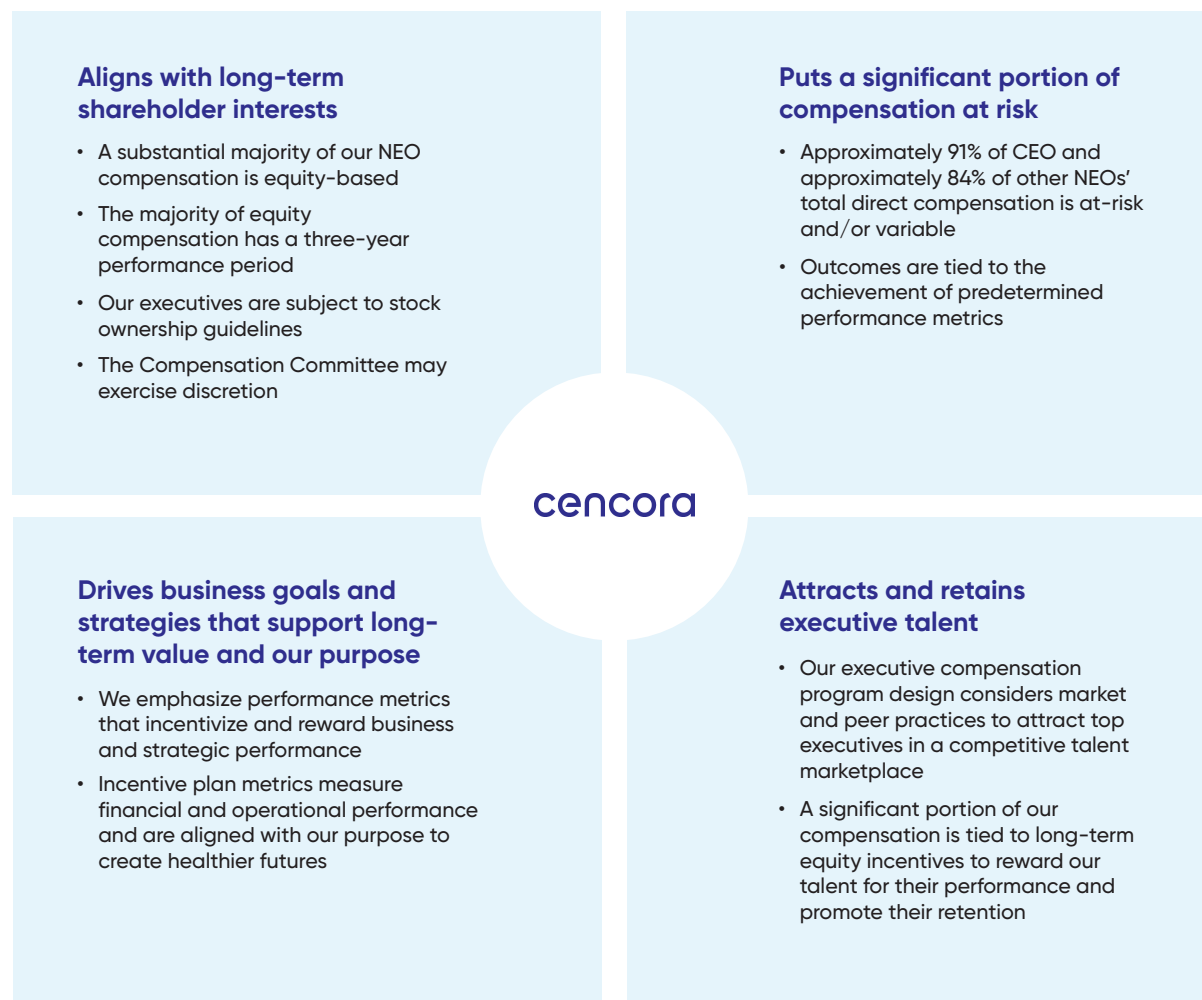 Aligns with long-term
shareholder interests
• A substantial majority of our NEO
compensation is equity-based
• The majority of equity
compensation has a three-year
performance period
• Our executives are subject to stock
ownership guidelines
• The Compensation Committee may
exercise discretion
Puts a significant portion of
compensation at risk
• Approximately 91% of CEO and
approximately 84% of other NEOs’
total direct compensation is at-risk
and/or variable
• Outcomes are tied to the
achievement of predetermined
performance metrics
cencora
Drives business goals and
strategies that support long-
term value and our purpose
• We emphasize performance metrics
that incentivize and reward business
and strategic performance
• Incentive plan metrics measure
financial and operational performance
and are aligned with our purpose to
create healthier futures
Attracts and retains
executive talent
• Our executive compensation
program design considers market
and peer practices to attract top
executives in a competitive talent
marketplace
• A significant portion of our
compensation is tied to long-term
equity incentives to reward our
talent for their performance and
promote their retention